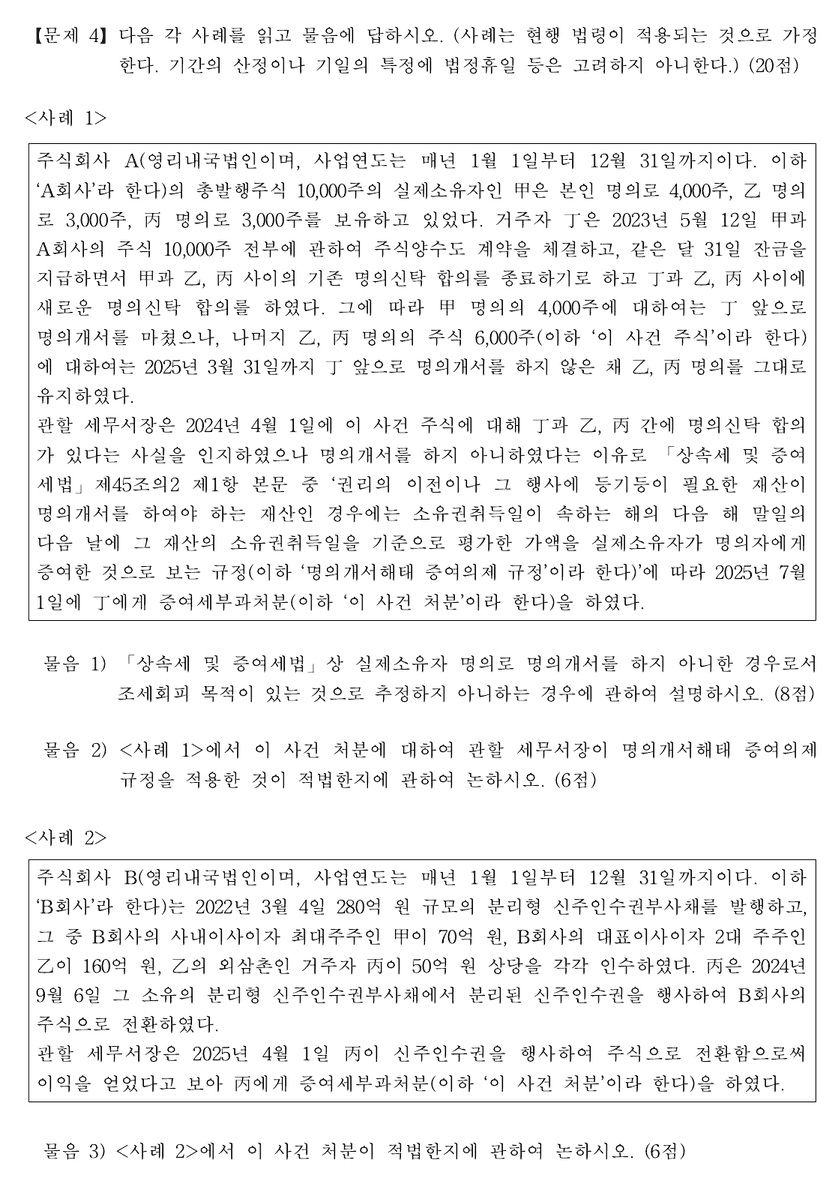 【문제 4】 다음 각 사례를 읽고 물음에 답하시오. (사례는 현행 법령이 적용되는 것으로 가정
한다. 기간의 산정이나 기일의 특정에 법정휴일 등은 고려하지 아니한다.) (20점)
<사례 1>
주식회사 A(영리내국법인이며, 사업연도는 매년 1월 1일부터 12월 31일까지이다. 이하
‘A회사’라 한다)의 총발행주식 10,000주의 실제소유자인 甲은 본인 명의로 4,000주, 乙 명의
로 3,000주, 丙 명의로 3,000주를 보유하고 있었다. 거주자 丁은 2023년 5월 12일 甲과
A회사의 주식 10,000주 전부에 관하여 주식양수도 계약을 체결하고, 같은 달 31일 잔금을
지급하면서 甲과 乙, 丙 사이의 기존 명의신탁 합의를 종료하기로 하고 丁과 乙, 丙 사이에
새로운 명의신탁 합의를 하였다. 그에 따라 甲 명의의 4,000주에 대하여는 丁 앞으로
명의개서를 마쳤으나, 나머지 乙, 丙 명의의 주식 6,000주(이하 ‘이 사건 주식’이라 한다)
에 대하여는 2025년 3월 31일까지 丁 앞으로 명의개서를 하지 않은 채 乙, 丙 명의를 그대로
유지하였다.
관할 세무서장은 2024년 4월 1일에 이 사건 주식에 대해 丁과 乙, 丙 간에 명의신탁 합의
가 있다는 사실을 인지하였으나 명의개서를 하지 아니하였다는 이유로 「상속세 및 증여
세법」 제45조의2 제1항 본문 중 ‘권리의 이전이나 그 행사에 등기등이 필요한 재산이
명의개서를 하여야 하는 재산인 경우에는 소유권취득일이 속하는 해의 다음 해 말일의
다음 날에 그 재산의 소유권취득일을 기준으로 평가한 가액을 실제소유자가 명의자에게
증여한 것으로 보는 규정(이하 ‘명의개서해태 증여의제 규정’이라 한다)’에 따라 2025년 7월
1일에 丁에게 증여세부과처분(이하 ‘이 사건 처분’이라 한다)을 하였다.
물음 1) 「상속세 및 증여세법」상 실제소유자 명의로 명의개서를 하지 아니한 경우로서
조세회피 목적이 있는 것으로 추정하지 아니하는 경우에 관하여 설명하시오. (8점)
물음 2) <사례 1>에서 이 사건 처분에 대하여 관할 세무서장이 명의개서해태 증여의제
규정을 적용한 것이 적법한지에 관하여 논하시오. (6점)
<사례 2>
주식회사 B(영리내국법인이며, 사업연도는 매년 1월 1일부터 12월 31일까지이다. 이하
‘B회사’라 한다)는 2022년 3월 4일 280억 원 규모의 분리형 신주인수권부사채를 발행하고,
그 중 B회사의 사내이사이자 최대주주인 甲이 70억 원, B회사의 대표이사이자 2대 주주인
乙이 160억 원, 乙의 외삼촌인 거주자 丙이 50억 원 상당을 각각 인수하였다. 丙은 2024년
9월 6일 그 소유의 분리형 신주인수권부사채에서 분리된 신주인수권을 행사하여 B회사의
주식으로 전환하였다.
관할 세무서장은 2025년 4월 1일 丙이 신주인수권을 행사하여 주식으로 전환함으로써
이익을 얻었다고 보아 丙에게 증여세부과처분(이하 ‘이 사건 처분’이라 한다)을 하였다.
물음 3) <사례 2>에서 이 사건 처분이 적법한지에 관하여 논하시오. (6점)